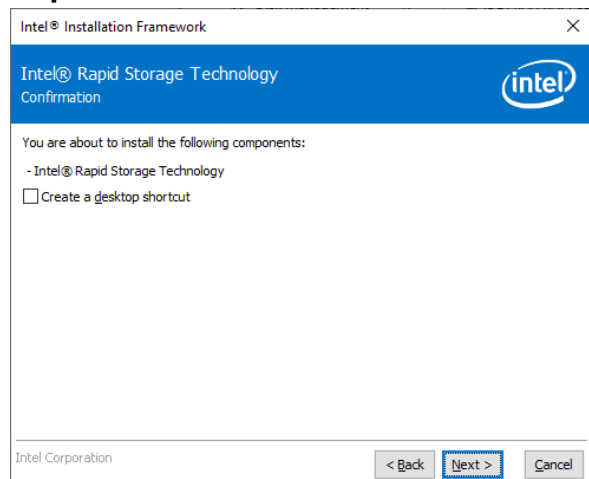 Intel® Installation Framework
Intel® Rapid Storage Technology
Confirmation
intel
You are about to install the following components:
- Intel® Rapid Storage Technology
Create a desktop shortcut
Intel Corporation
< Back Next > Cancel